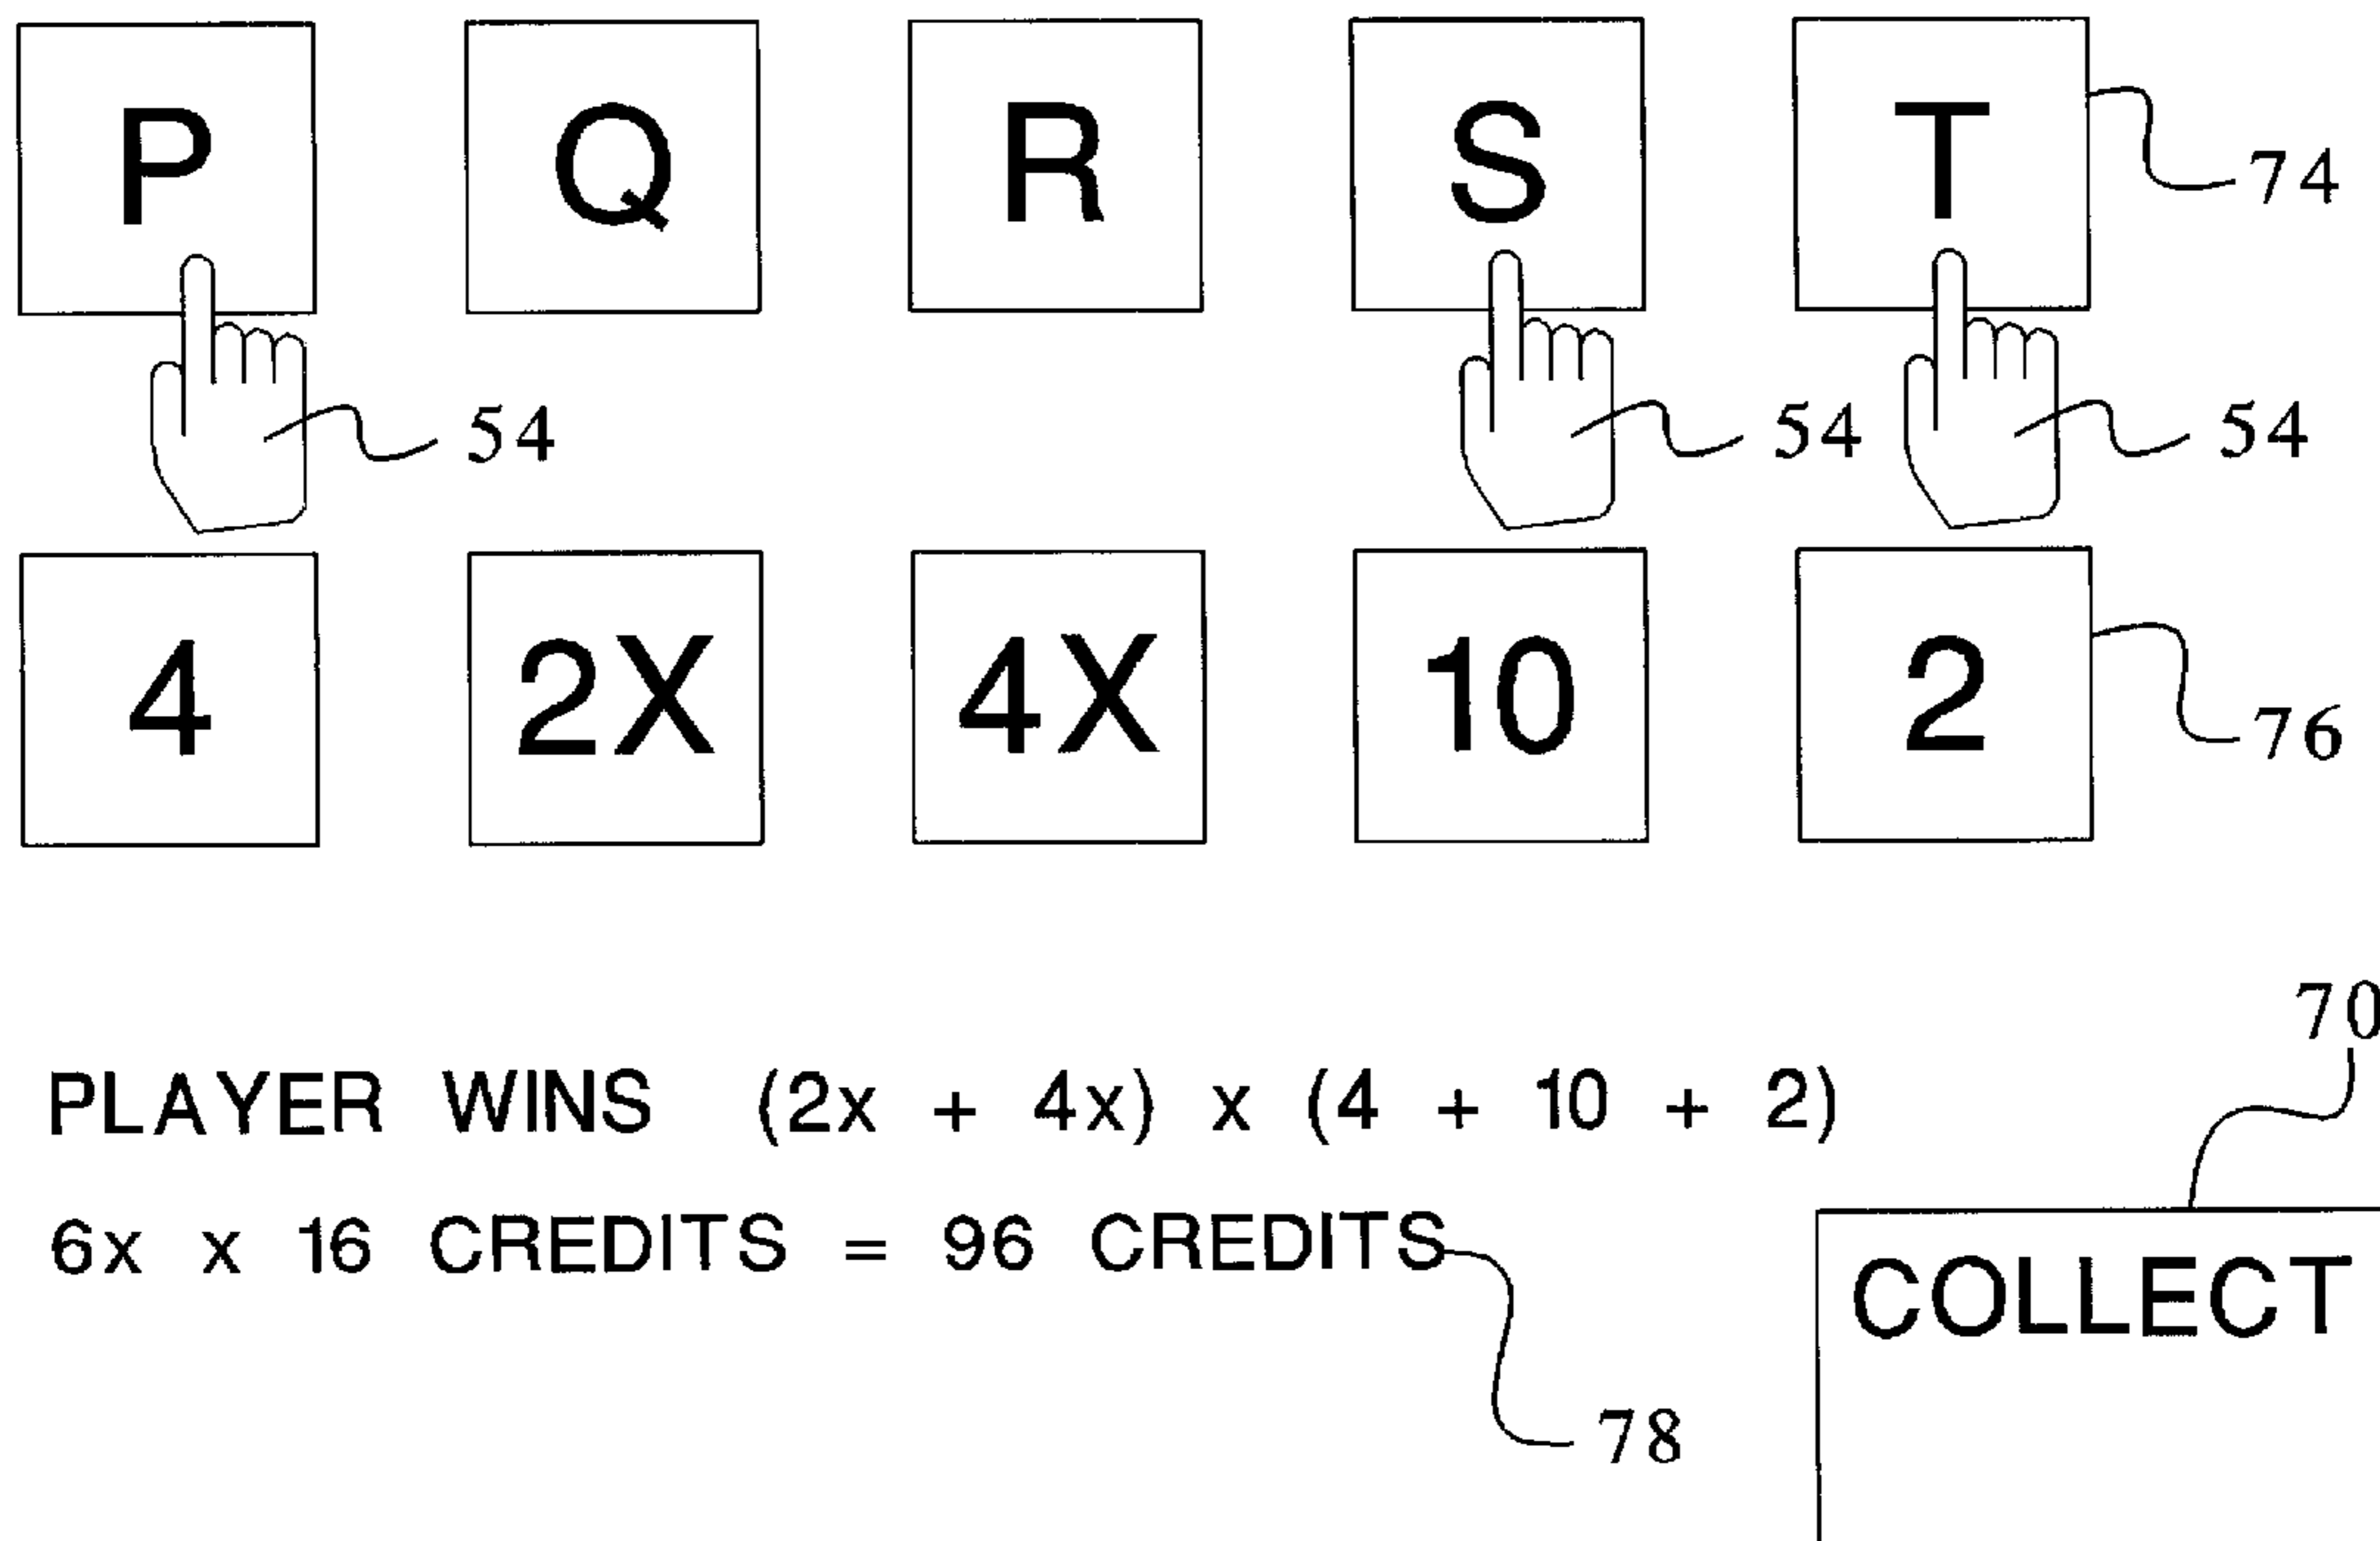 P Q R S T
74
54 54 54
4 2X 4X 10 2
76
70
PLAYER WINS (2x + 4x) x (4 + 10 + 2)
6x x 16 CREDITS = 96 CREDITS
COLLECT
78